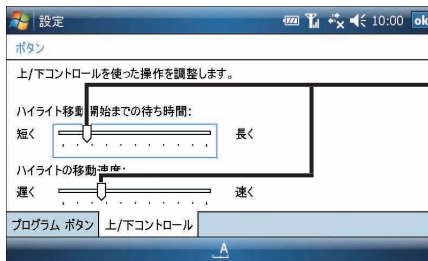 設定 10:00 ok
ボタン
上/下コントロールを使った操作を調整します。
ハイライト移動開始までの待ち時間:
短く 長く
ハイライトの移動速度:
遅く 速く
プログラム ボタン 上/下コントロール
A